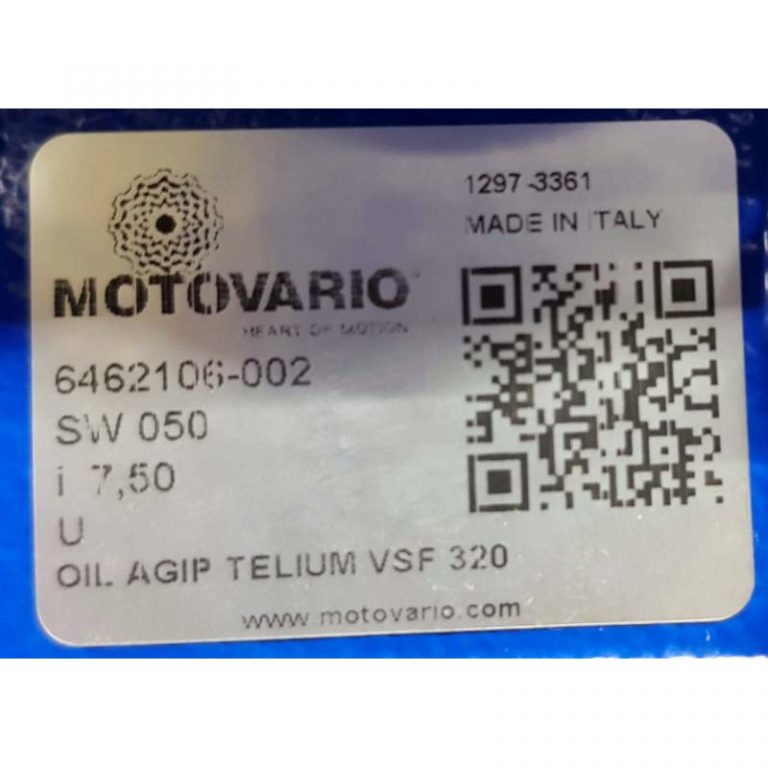 1297-3361
MADE IN ITALY
MOTOVARIO
HEART OF MOTION
6462106-002
SW 050
i 7,50
U
OIL AGIP TELIUM VSF 320
www.motovario.com